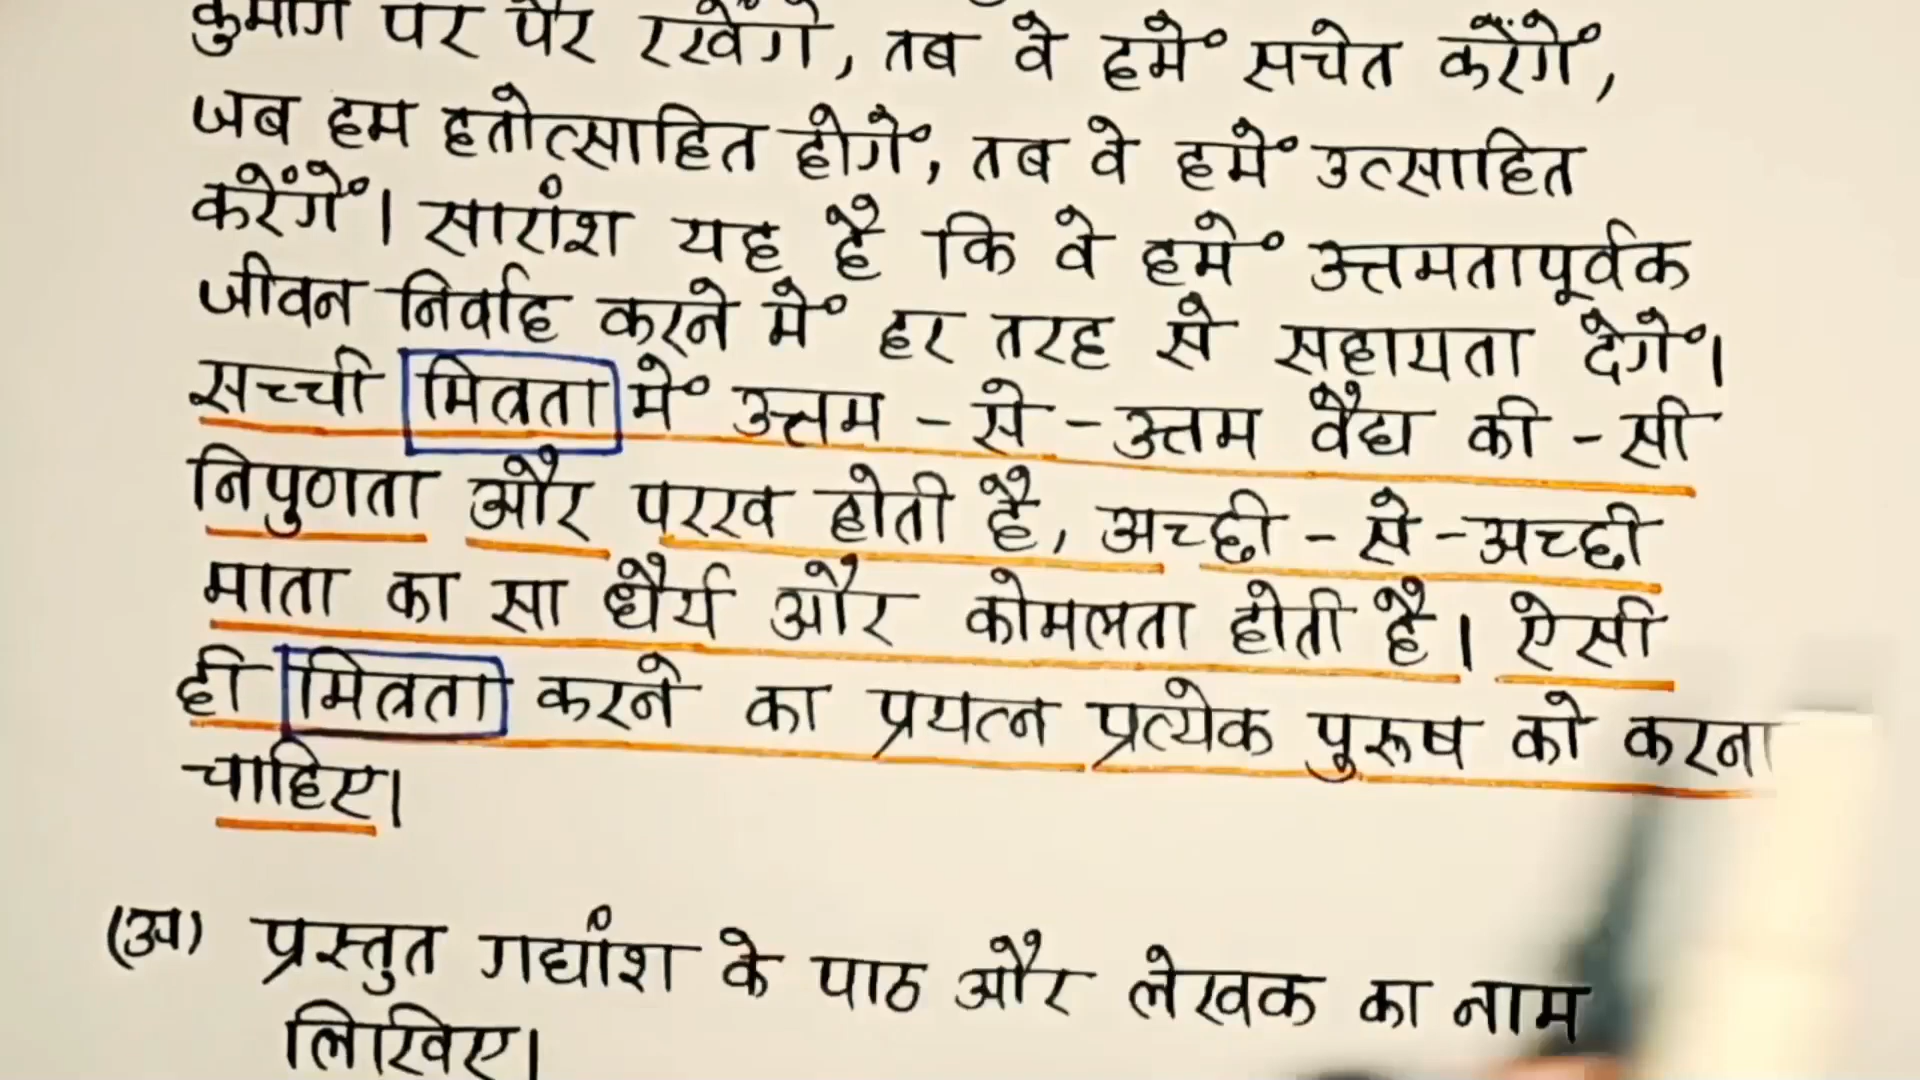 कुमार्ग पर पैर रखेंगे, तब वे हमें सचेत करेंगें,
जब हम हतोत्साहित होगें, तब वे हमें उत्साहित
करेंगें। सारांश यह है कि वे हमें उत्तमतापूर्वक
जीवन निर्वाह करने में हर तरह से सहायता देगें।
सच्ची मित्रता में उत्तम - से - उत्तम वैद्य की - सी
निपुणता और परख होती है, अच्छी - से - अच्छी
माता का सा धैर्य और कोमलता होती है। ऐसी
ही मित्रता करने का प्रयत्न प्रत्येक पुरूष को करना
चाहिए।
(अ) प्रस्तुत गद्यांश के पाठ और लेखक का नाम
लिखिए।